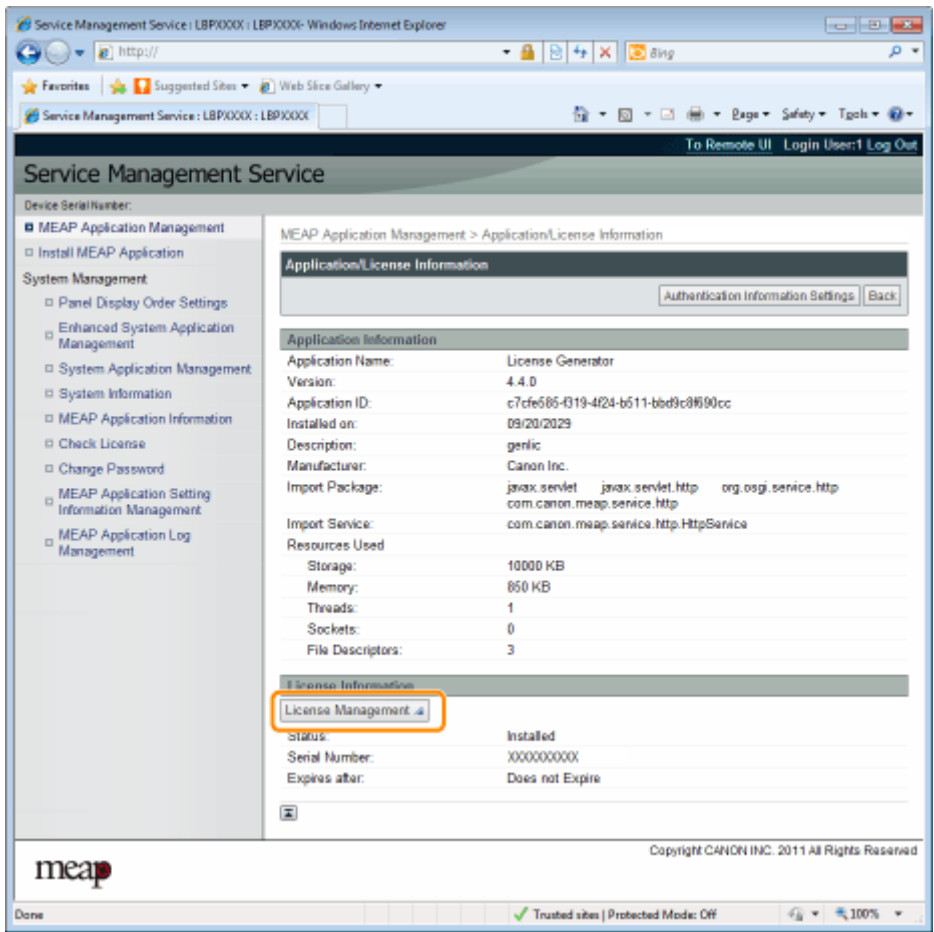 Service Management Service : LBPXXXX : LBPXXXX- Windows Internet Explorer
http://
Bing
Favorites Suggested Sites Web Slice Gallery
Service Management Service : LBPXXXX : LBPXXXX
Page Safety Tools
To Remote UI Login User:1 Log Out
Service Management Service
Device Serial Number:
MEAP Application Management
Install MEAP Application
System Management
Panel Display Order Settings
Enhanced System Application
Management
System Application Management
System Information
MEAP Application Information
Check License
Change Password
MEAP Application Setting
Information Management
MEAP Application Log
Management
MEAP Application Management > Application/License Information
Application/License Information
Authentication Information Settings Back
Application Information
Application Name: License Generator
Version: 4.4.0
Application ID: c7cfe585-f319-4f24-b511-bbd9c8f690cc
Installed on: 09/20/2029
Description: genlic
Manufacturer: Canon Inc.
Import Package: javax.servlet javax.servlet.http org.osgi.service.http
com.canon.meap.service.http
Import Service: com.canon.meap.service.http.HttpService
Resources Used
Storage: 10000 KB
Memory: 850 KB
Threads: 1
Sockets: 0
File Descriptors: 3
License Information
License Management
Status: Installed
Serial Number: XXXXXXXXXX
Expires after: Does not Expire
Copyright CANON INC. 2011 All Rights Reserved
meap
Done Trusted sites | Protected Mode: Off 100%